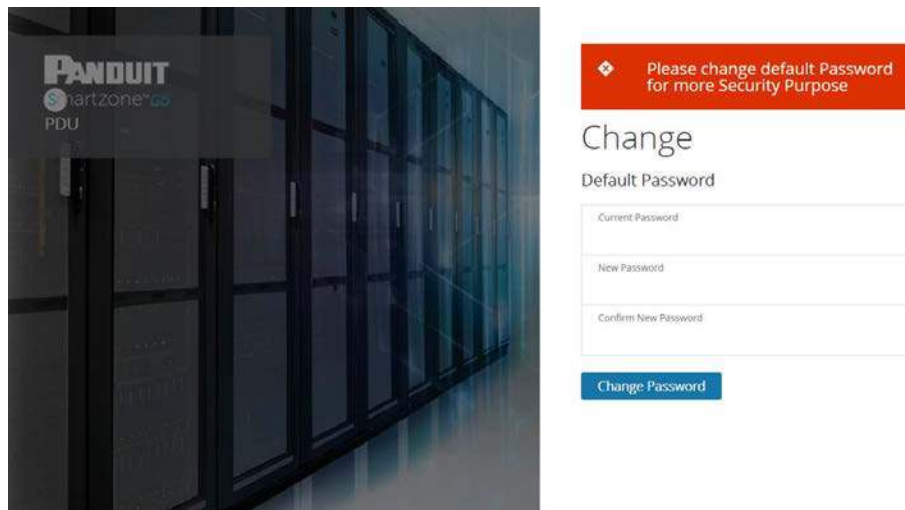 PANDUIT
Smartzone™GO
PDU
Please change default Password
for more Security Purpose
Change
Default Password
Current Password
New Password
Confirm New Password
Change Password